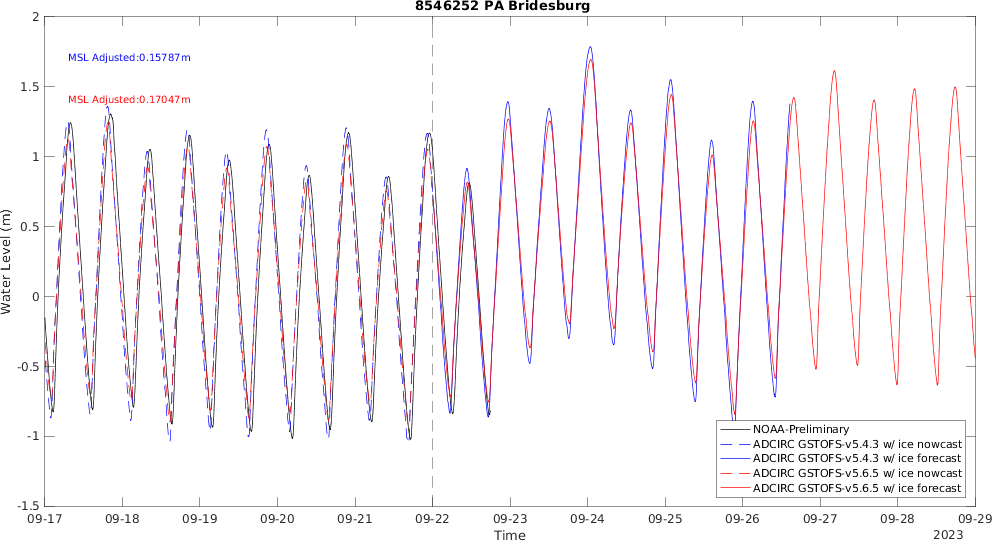 8546252 PA Bridesburg
MSL Adjusted:0.15787m
MSL Adjusted:0.17047m
Water Level (m)
2
1.5
1
0.5
0
-0.5
-1
-1.5
NOAA-Preliminary
ADCIRC GSTOFS-v5.4.3 w/ ice nowcast
ADCIRC GSTOFS-v5.4.3 w/ ice forecast
ADCIRC GSTOFS-v5.6.5 w/ ice nowcast
ADCIRC GSTOFS-v5.6.5 w/ ice forecast
09-17 09-18 09-19 09-20 09-21 09-22 09-23 09-24 09-25 09-26 09-27 09-28 09-29
Time
2023